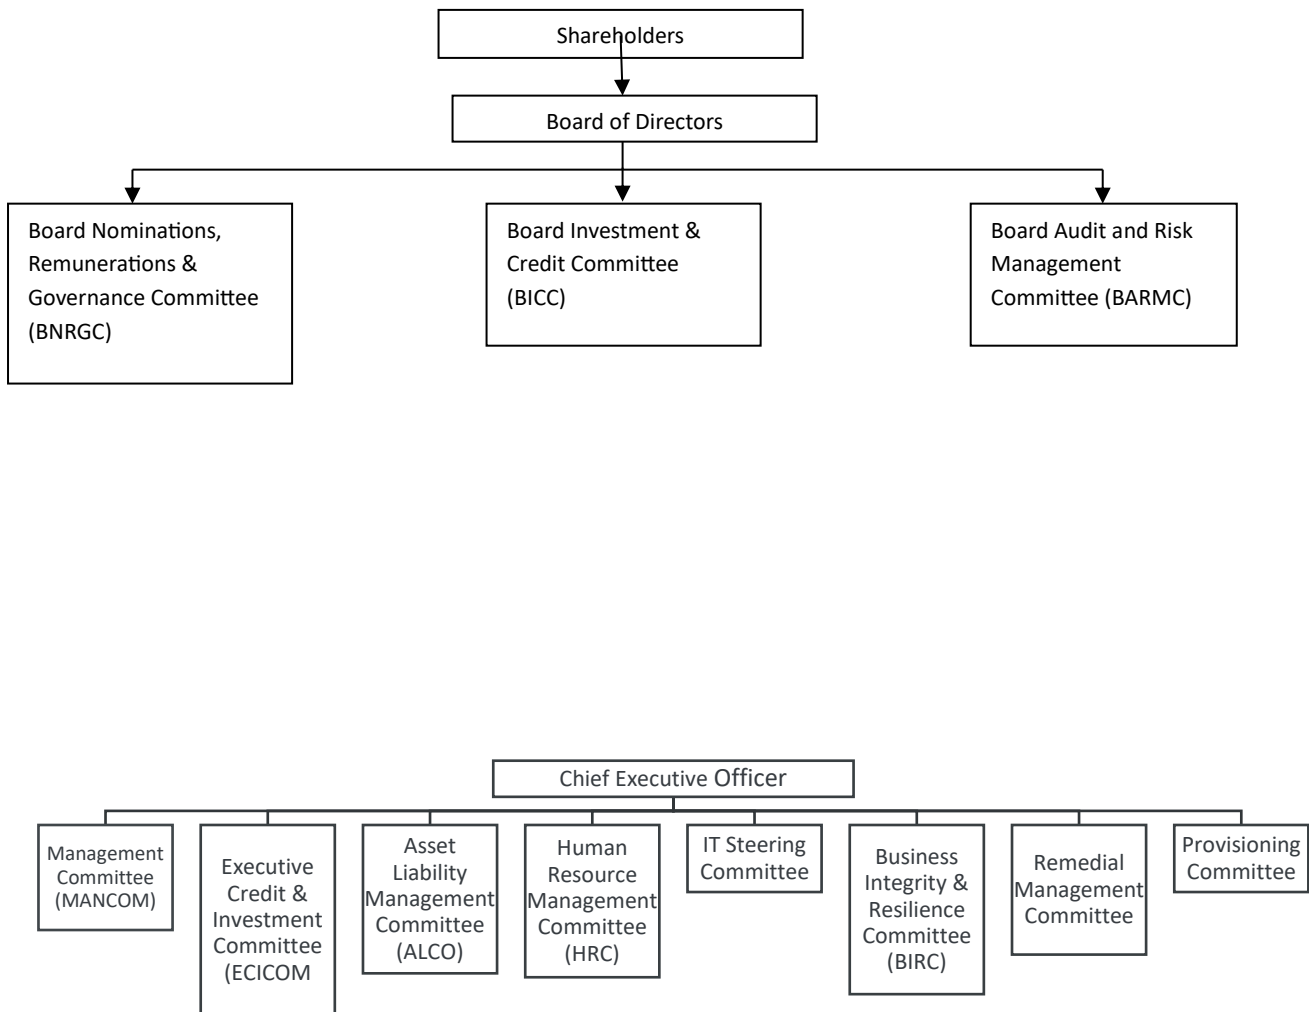 Shareholders
Board of Directors
Board Nominations,
Remunerations &
Governance Committee
(BNRGC)
Board Investment &
Credit Committee
(BICC)
Board Audit and Risk
Management
Committee (BARMC)
Chief Executive Officer
Management
Committee
(MANCOM)
Executive
Credit &
Investment
Committee
(ECICOM
Asset
Liability
Management
Committee
(ALCO)
Human
Resource
Management
Committee
(HRC)
IT Steering
Committee
Business
Integrity &
Resilience
Committee
(BIRC)
Remedial
Management
Committee
Provisioning
Committee